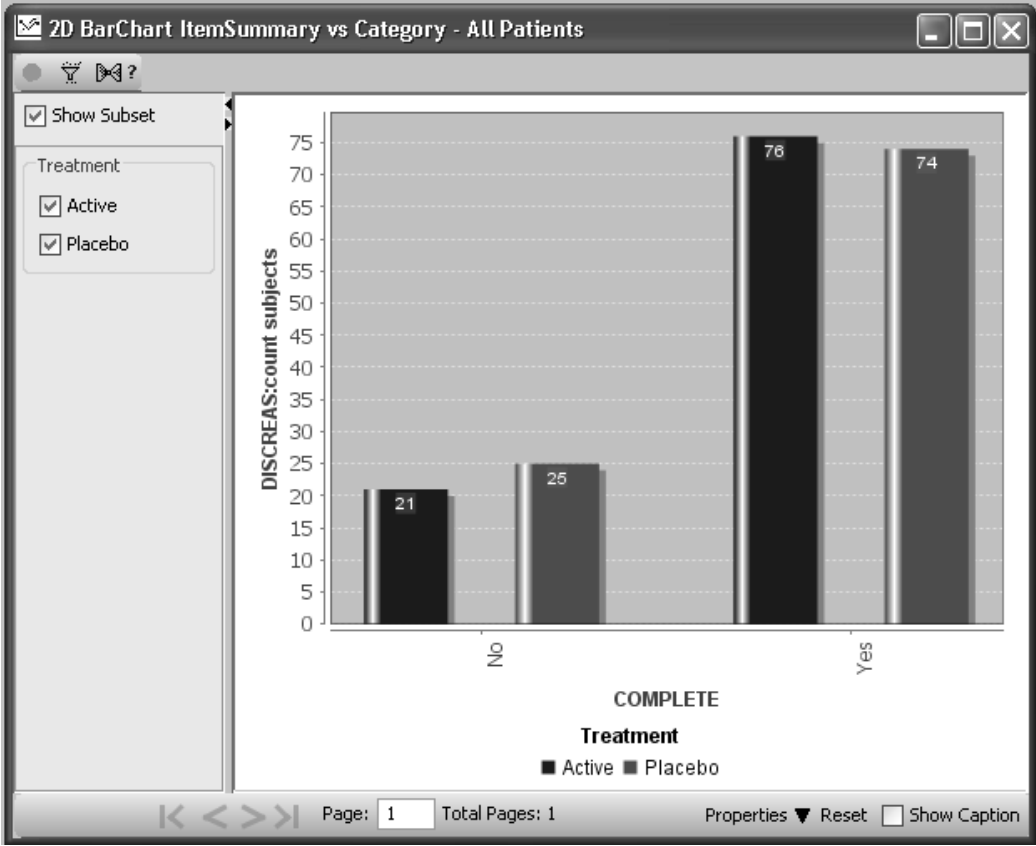 2D BarChart ItemSummary vs Category - All Patients
?
Show Subset
Treatment
Active
Placebo
DISCREAS:count subjects
75
70
65
60
55
50
45
40
35
30
25
20
15
10
5
0
21
25
76
74
No
Yes
COMPLETE
Treatment
Active Placebo
Page: 1 Total Pages: 1 Properties ▼ Reset Show Caption